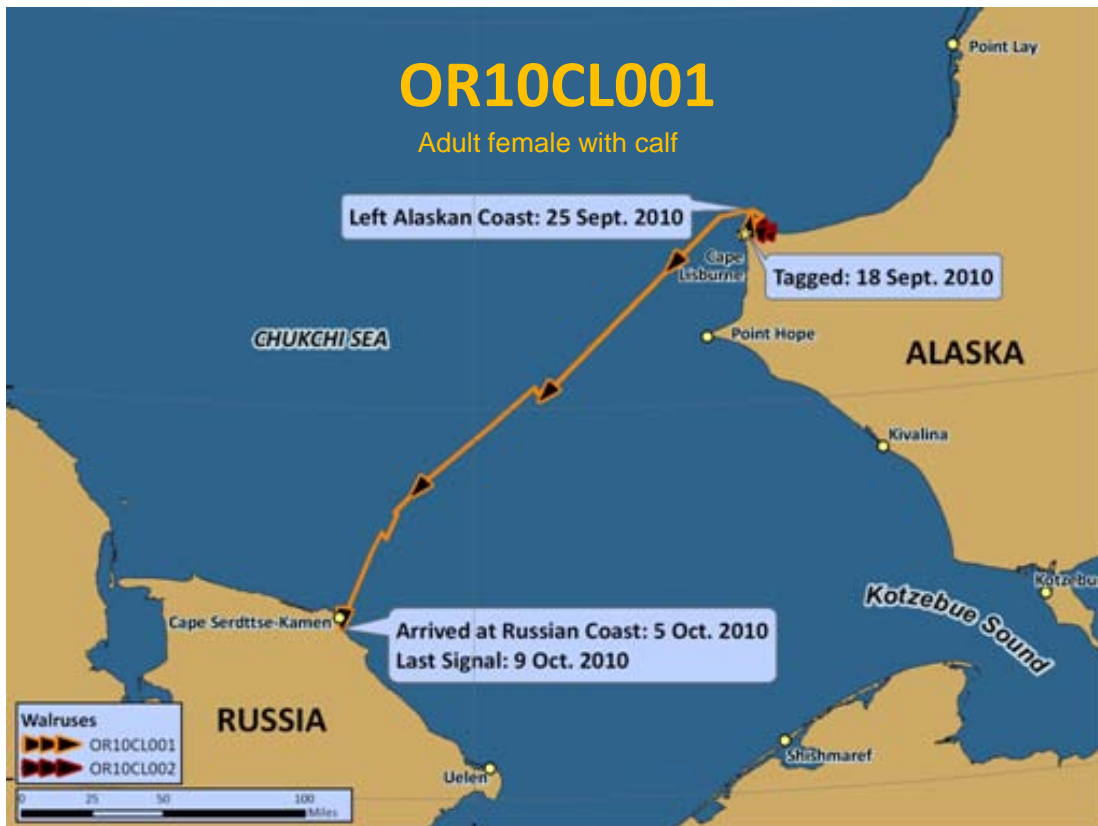 Point Lay
OR10CL001
Adult female with calf
Left Alaskan Coast: 25 Sept. 2010
Cape
Lisburne
Tagged: 18 Sept. 2010
CHUKCHI SEA
Point Hope
ALASKA
Kivalina
Kotzebu
Kotzebue Sound
Cape Serdttse-Kamen
Arrived at Russian Coast: 5 Oct. 2010
Last Signal: 9 Oct. 2010
RUSSIA
Shishmaref
Uelen
Walruses
OR10CL001
OR10CL002
0 25 50 100
Miles